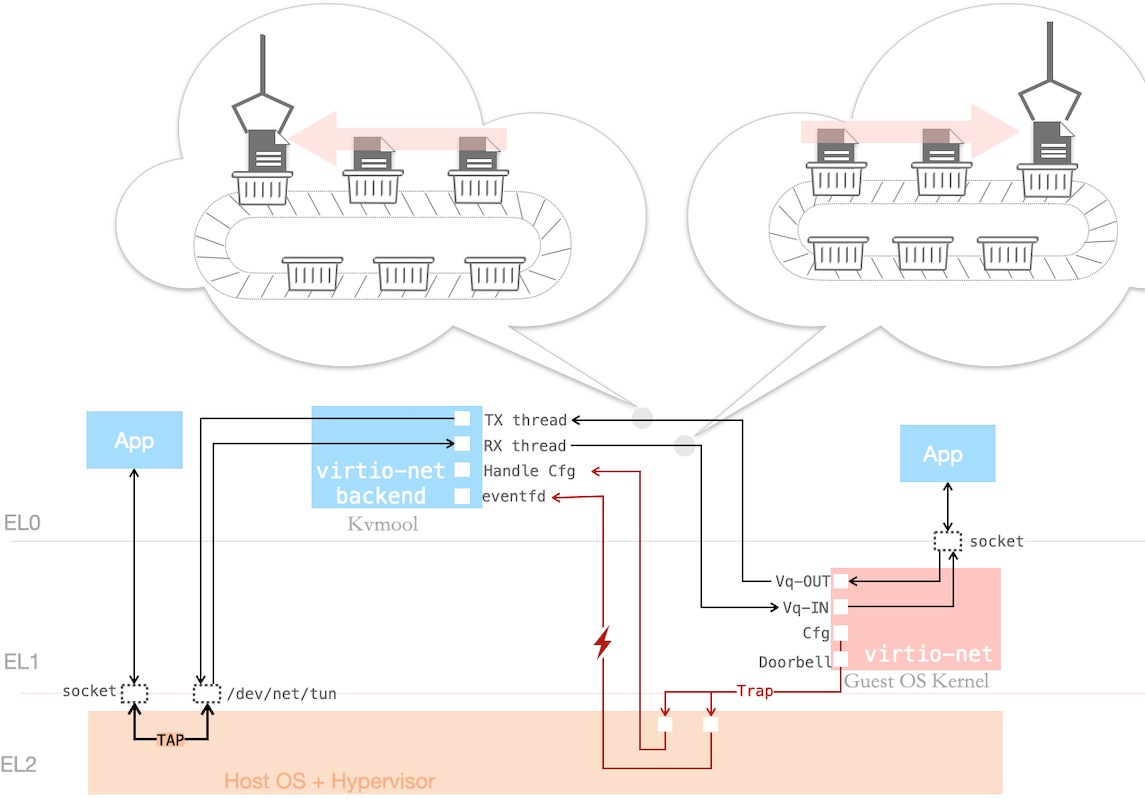 TX thread
App
RX thread
App
virtio-net
Handle Cfg
backend
eventfd
Kvmool
EL0
socket
Vq-OUT
Vq-IN
Cfg
virtio-net
EL1
Doorbell
Guest OS Kernel
socket
/dev/net/tun
Trap
TAP
EL2
Host OS + Hypervisor